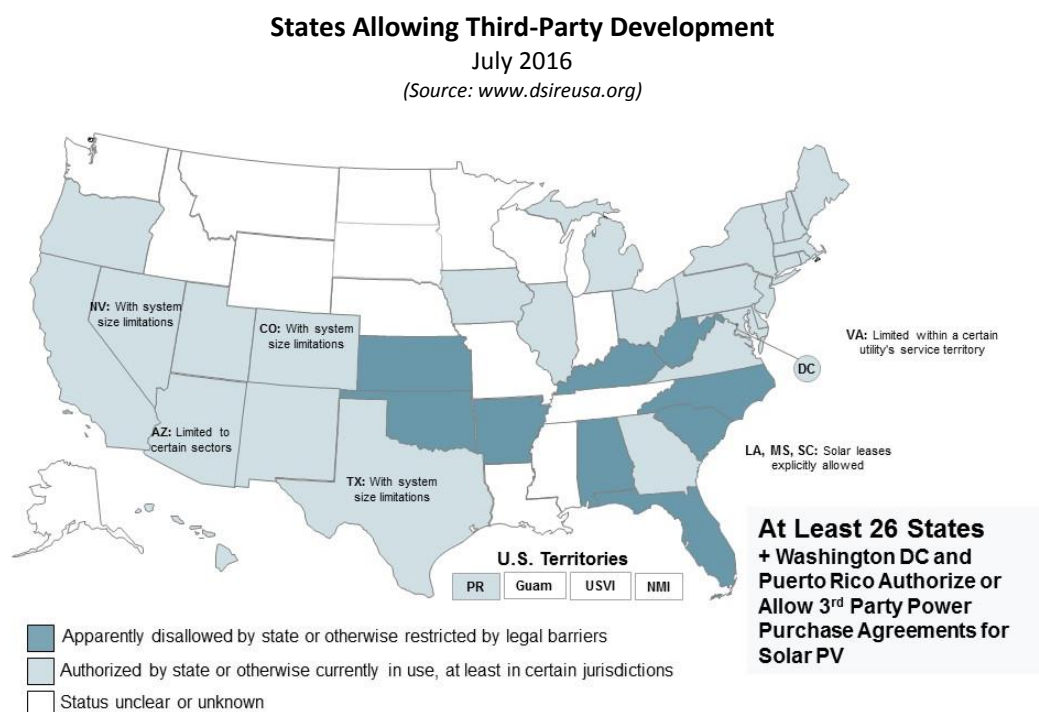 States Allowing Third-Party Development
July 2016
(Source: www.dsireusa.org)
NV: With system
size limitations
CO: With system
size limitations
AZ: Limited to
certain sectors
TX: With system
size limitations
VA: Limited within a certain
utility's service territory
DC
LA, MS, SC: Solar leases
explicitly allowed
U.S. Territories
PR
Guam
USVI
NMI
At Least 26 States
+ Washington DC and
Puerto Rico Authorize or
Allow 3rd Party Power
Purchase Agreements for
Solar PV
Apparently disallowed by state or otherwise restricted by legal barriers
Authorized by state or otherwise currently in use, at least in certain jurisdictions
Status unclear or unknown